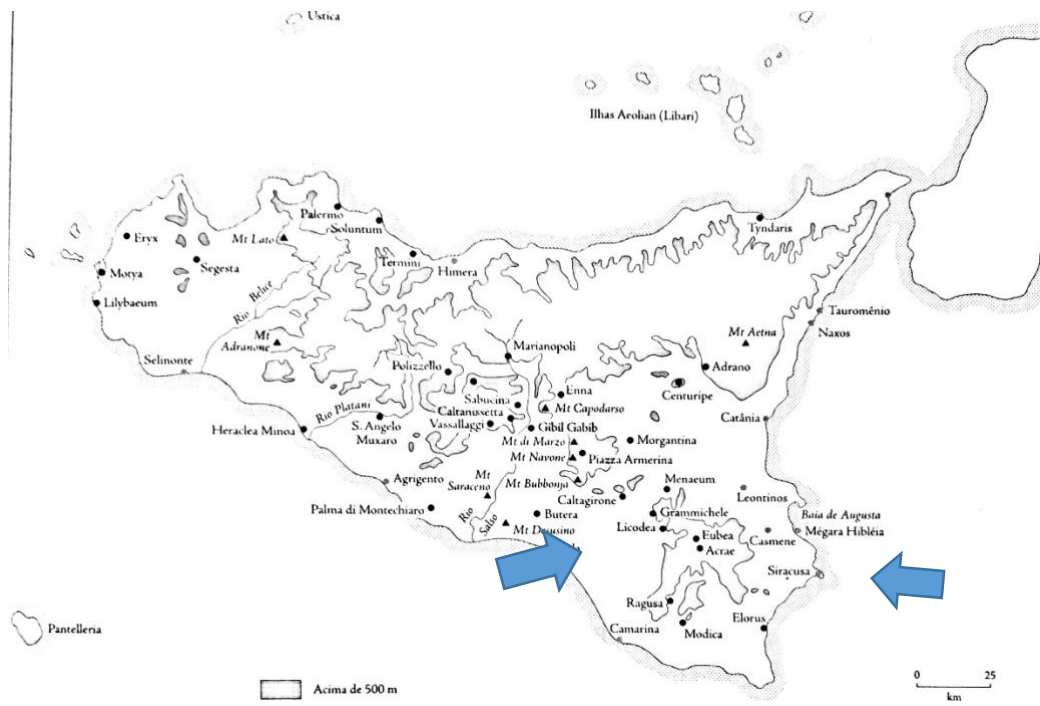 Ustica
Ilhas Aeolian (Libari)
Palermo
Soluntum
Tyndaris
Eryx
Mt Lato
Termini
Himera
Segesta
Motya
Rio Belice
Lilybaeum
Tauromênio
Naxos
Mt
Adranone
Mt Aetna
Marianopoli
Selinonte
Polizzello
Adrano
Enna
Centuripe
Sabucina
Mt Capodarso
Rio Platani
Caltanissetta
Catânia
S. Angelo
Muxaro
Vassallaggi
Gibil Gabib
Heraclea Minoa
Mt di Marzo
Morgantina
Mt Navone
Piazza Armerina
Agrigento
Mt
Saraceno
Mt Bubbonja
Menaeum
Leontinos
Caltagirone
Palma di Montechiaro
Rio
Salso
Butera
Grammichele
Baia de Augusta
Licodea
Casmene
Mégara Hibléia
Eubea
Acrae
Siracusa
Ragusa
Elorus
Modica
Camarina
Pantelleria
0 25
km
Acima de 500 m